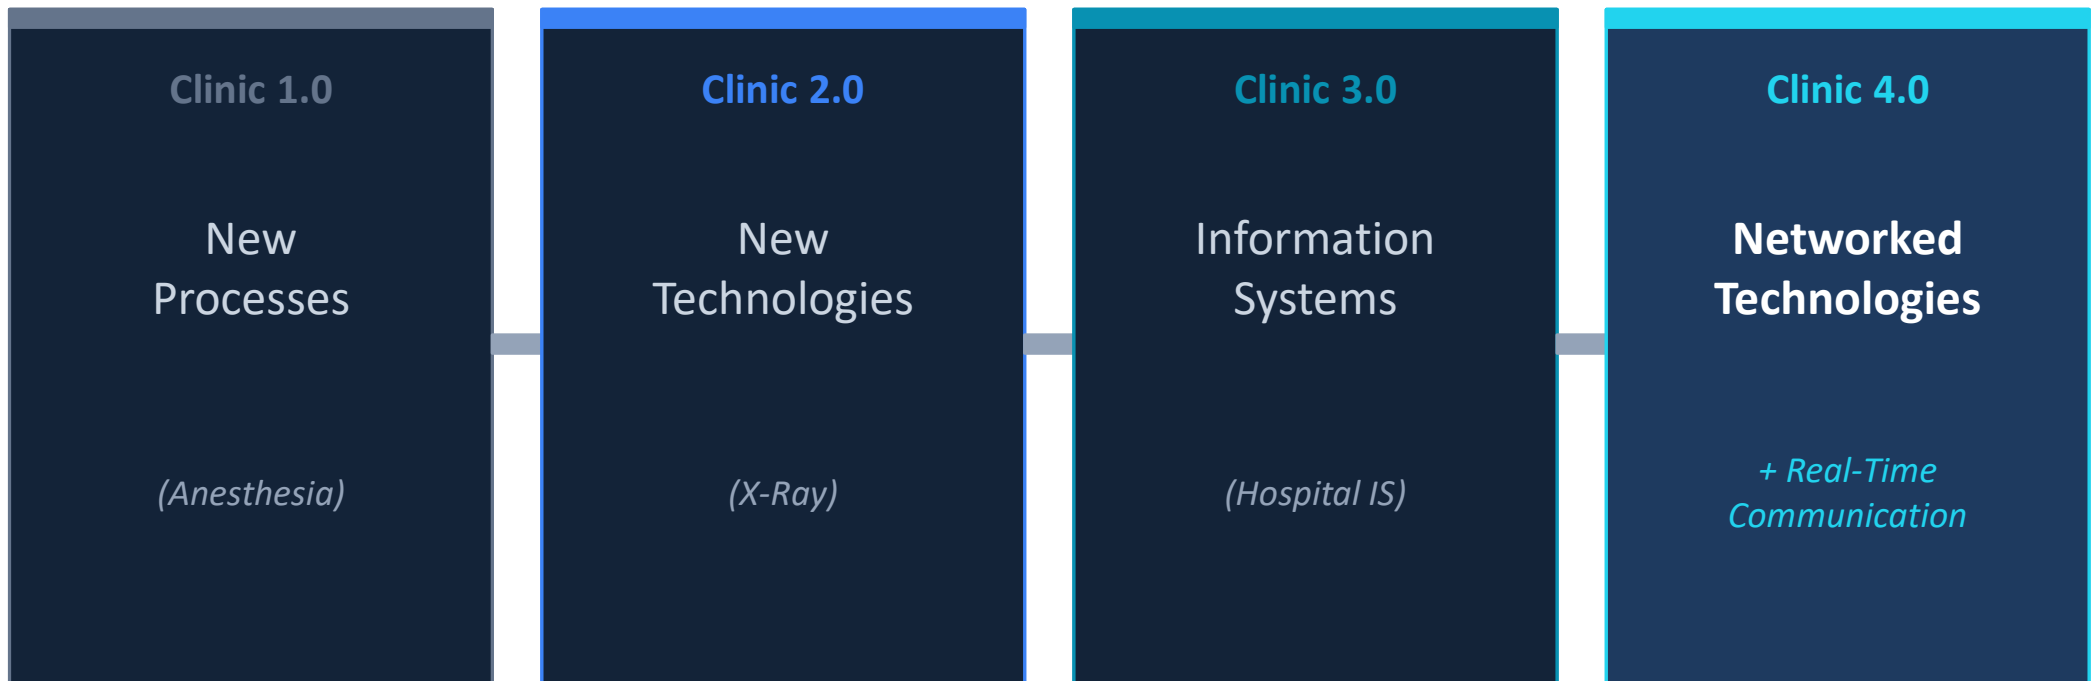 Clinic 1.0
New
Processes
(Anesthesia)
Clinic 2.0
New
Technologies
(X-Ray)
Clinic 3.0
Information
Systems
(Hospital IS)
Clinic 4.0
Networked
Technologies
+ Real-Time
Communication